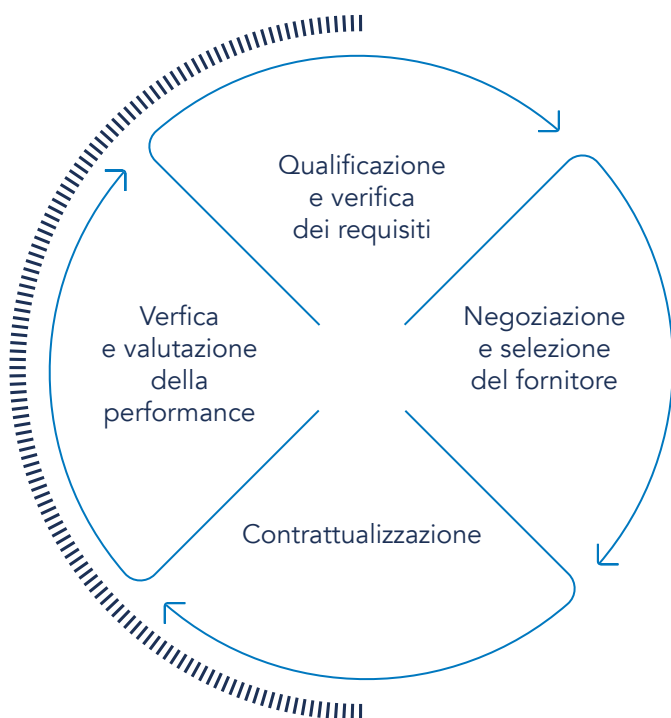 Qualificazione
e verifica
dei requisiti
Negoziazione
e selezione
del fornitore
Contrattualizzazione
Verfica
e valutazione
della
performance